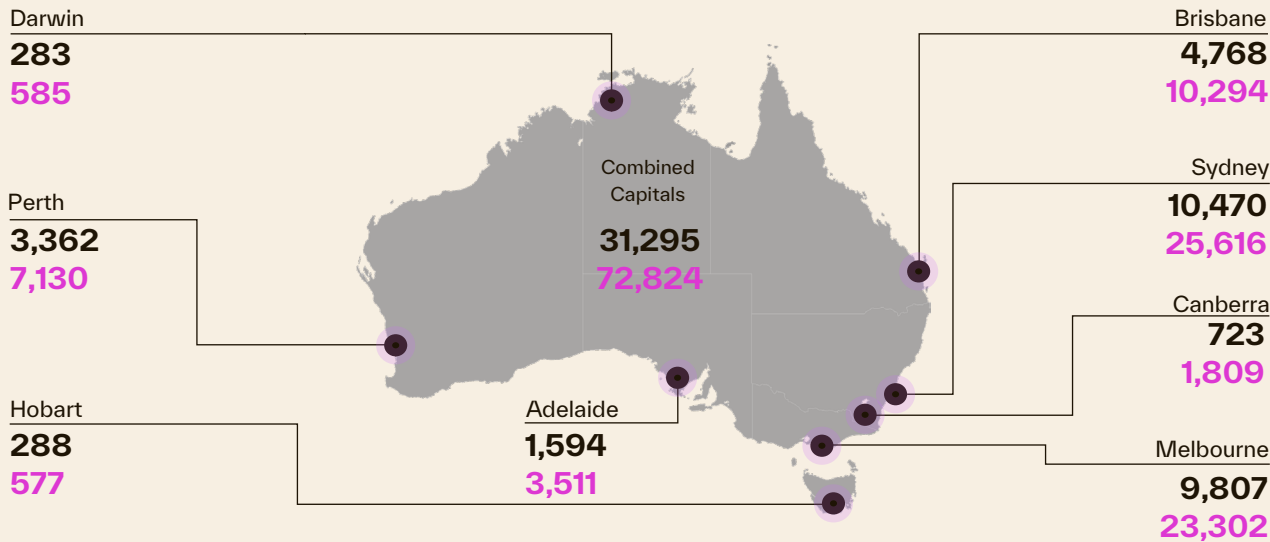 Darwin
283
585
Brisbane
4,768
10,294
Combined
Capitals
31,295
72,824
Sydney
10,470
25,616
Perth
3,362
7,130
Canberra
723
1,809
Hobart
288
577
Adelaide
1,594
3,511
Melbourne
9,807
23,302